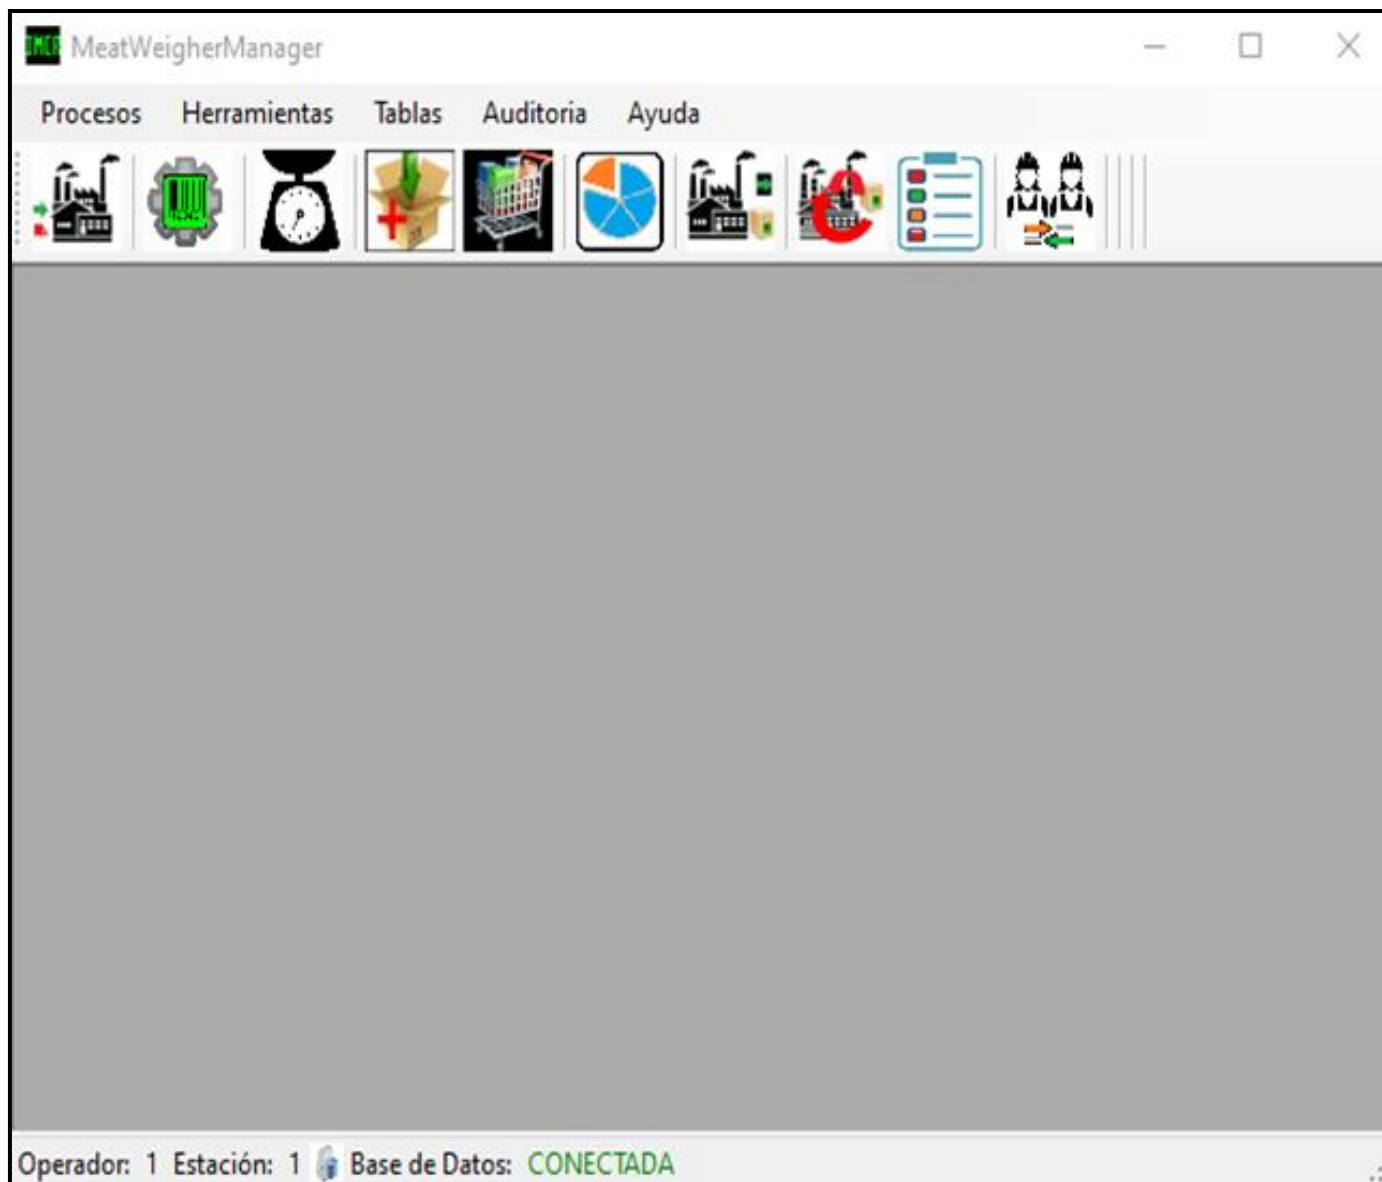 MeatWeigherManager
Procesos Herramientas Tablas Auditoria Ayuda
Operador: 1 Estación: 1 Base de Datos: CONECTADA